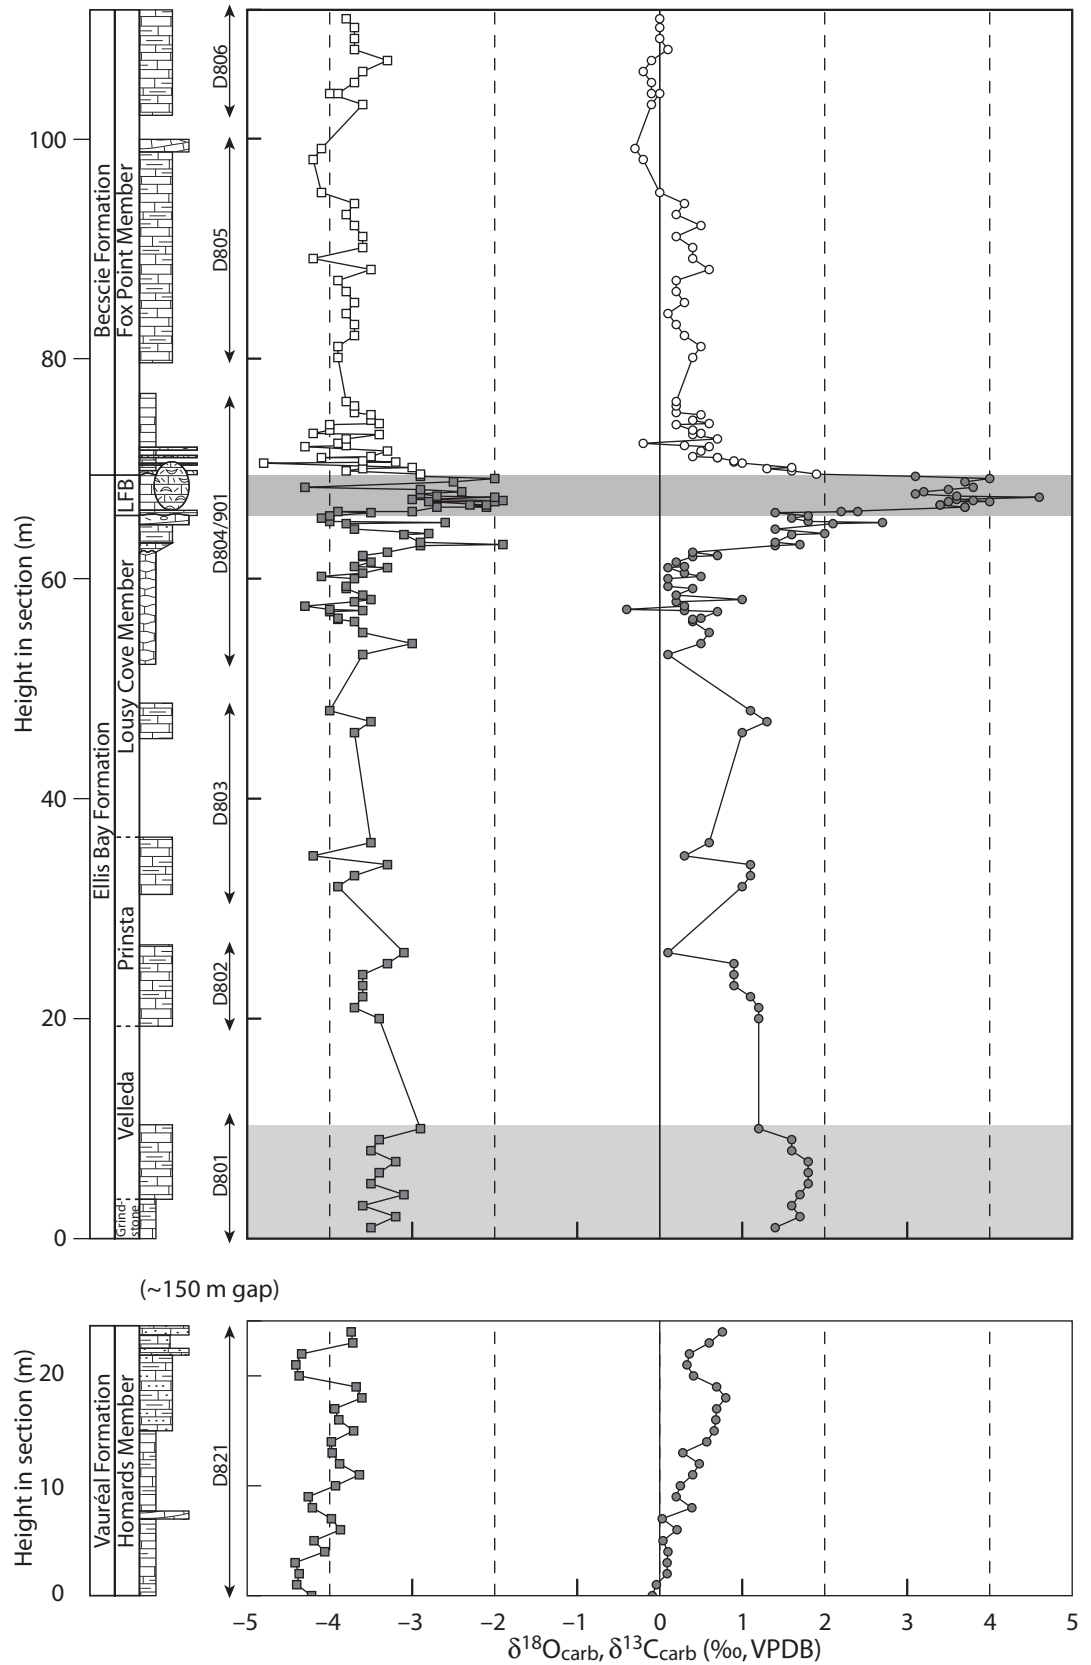 Height in section (m)
100
80
60
40
20
0
Becscie Formation
Fox Point Member
Ellis Bay Formation
LFB
Lousy Cove Member
Prinsta
Velleda
Grind-
stone
D806
D805
D804/901
D803
D802
D801
(~150 m gap)
Height in section (m)
20
10
0
Vauréal Formation
Homards Member
D821
−5 −4 −3 −2 −1 0 1 2 3 4 5
δ¹⁸Ocarb, δ¹³Ccarb (‰, VPDB)